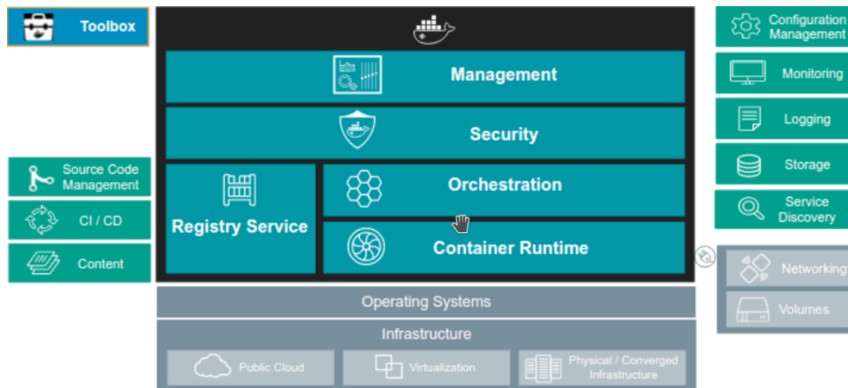 Toolbox
Source Code
Management
CI / CD
Content
Management
Security
Registry Service
Orchestration
Container Runtime
Operating Systems
Infrastructure
Public Cloud
Virtualization
Physical / Converged
Infrastructure
Configuration
Management
Monitoring
Logging
Storage
Service
Discovery
Networking
Volumes